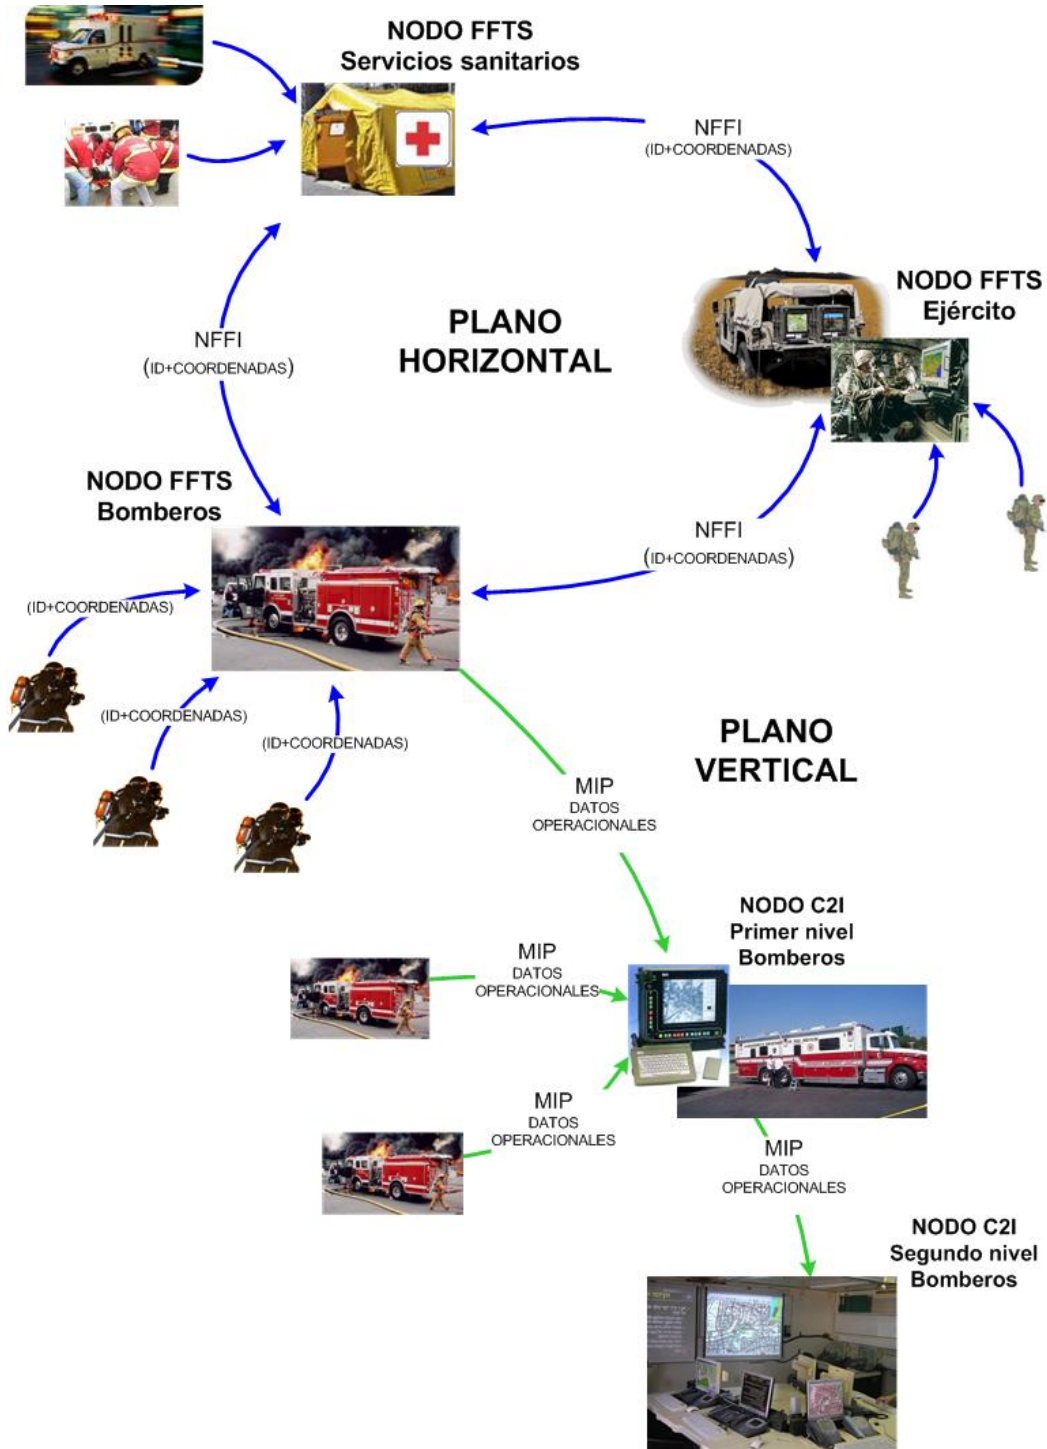 NODO FFTS
Servicios sanitarios
NFFI
(ID+COORDENADAS)
NODO FFTS
Ejército
PLANO
HORIZONTAL
NFFI
(ID+COORDENADAS)
NODO FFTS
Bomberos
NFFI
(ID+COORDENADAS)
(ID+COORDENADAS)
(ID+COORDENADAS)
(ID+COORDENADAS)
PLANO
VERTICAL
MIP
DATOS
OPERACIONALES
NODO C2I
Primer nivel
Bomberos
MIP
DATOS
OPERACIONALES
MIP
DATOS
OPERACIONALES
MIP
DATOS
OPERACIONALES
NODO C2I
Segundo nivel
Bomberos